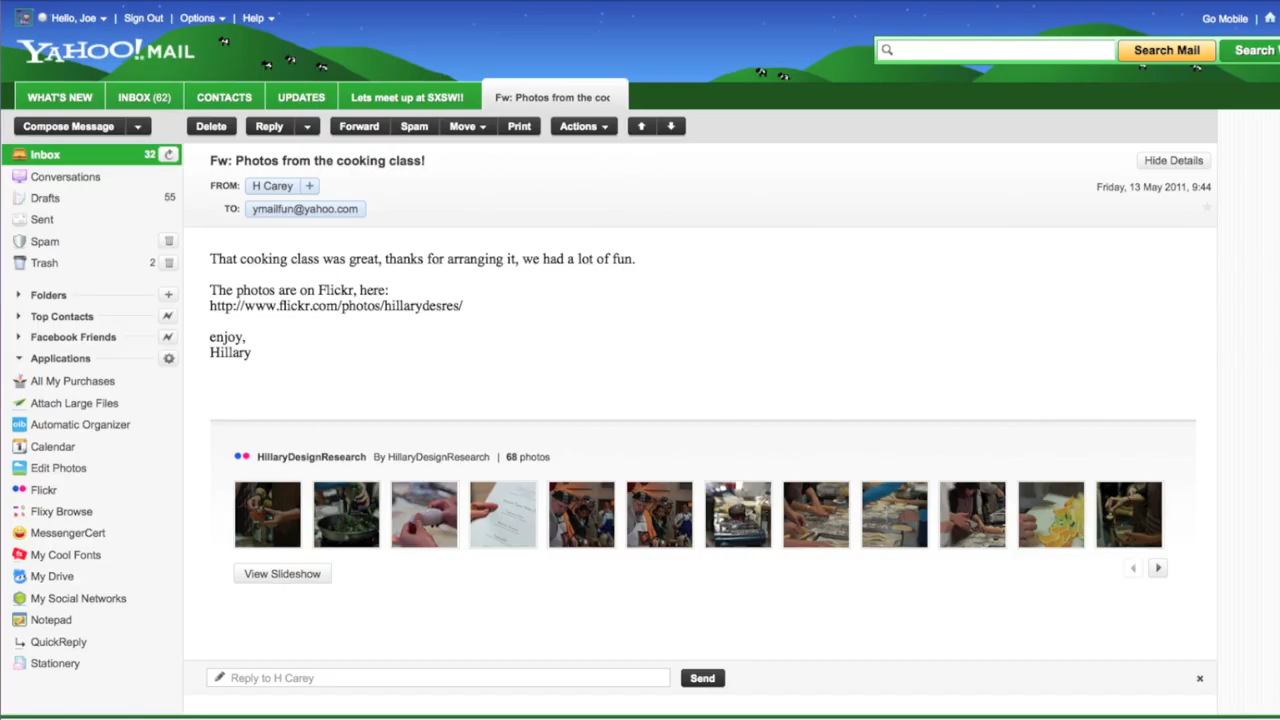 Hello, Joe | Sign Out | Options | Help
Go Mobile |
YAHOO! MAIL
Search Mail
Search
WHAT'S NEW
INBOX (62)
CONTACTS
UPDATES
Lets meet up at SXSW!!
Fw: Photos from the coo
Compose Message
Delete
Reply
Forward
Spam
Move
Print
Actions
Inbox 32
Conversations
Drafts 55
Sent
Spam
Trash 2
Folders
Top Contacts
Facebook Friends
Applications
All My Purchases
Attach Large Files
oib Automatic Organizer
Calendar
Edit Photos
Flickr
Flixy Browse
MessengerCert
My Cool Fonts
My Drive
My Social Networks
Notepad
QuickReply
Stationery
Fw: Photos from the cooking class!
Hide Details
FROM: H Carey +
Friday, 13 May 2011, 9:44
TO: ymailfun@yahoo.com
That cooking class was great, thanks for arranging it, we had a lot of fun.
The photos are on Flickr, here:
http://www.flickr.com/photos/hillarydesres/
enjoy,
Hillary
HillaryDesignResearch By HillaryDesignResearch | 68 photos
View Slideshow
Reply to H Carey
Send